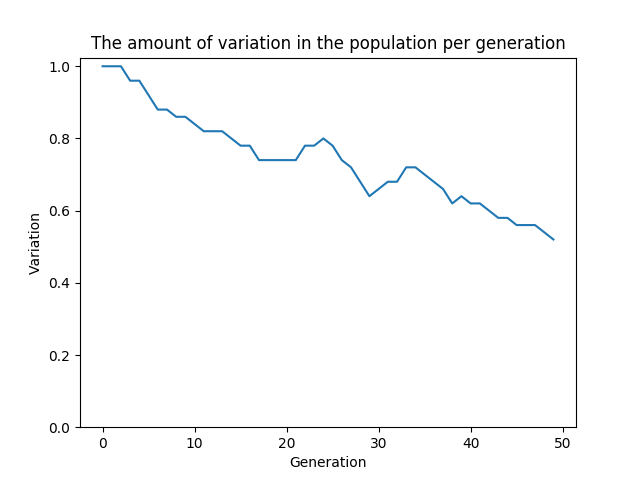 The amount of variation in the population per generation
1.0
0.8
0.6
0.4
0.2
0.0
Variation
0 10 20 30 40 50
Generation